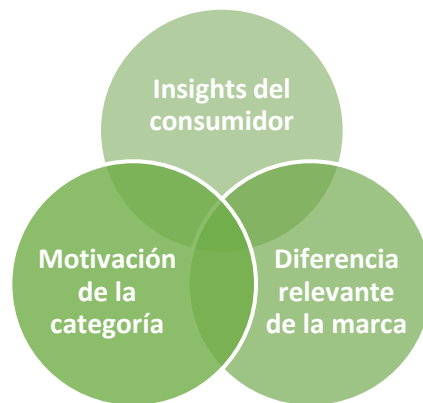 Insights del
consumidor
Motivación
de la
categoría
Diferencia
relevante
de la marca